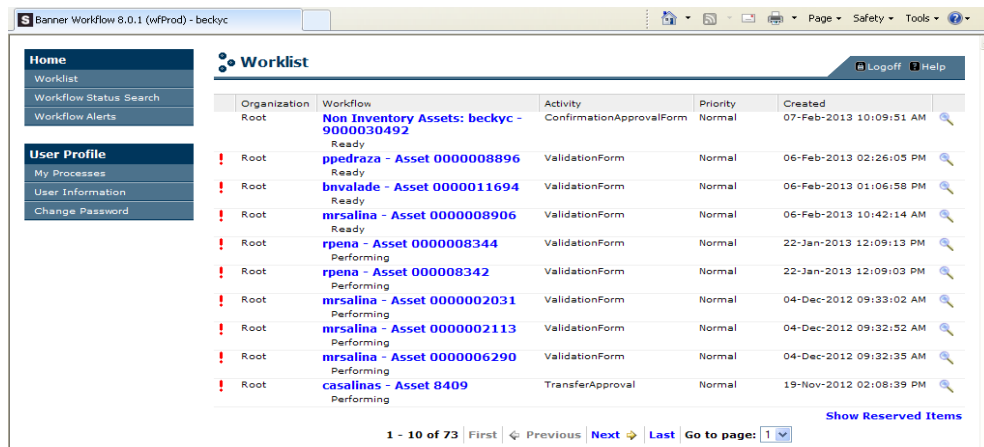 S Banner Workflow 8.0.1 (wfProd) - beckyc
Page Safety Tools
Home
Worklist
Workflow Status Search
Workflow Alerts
User Profile
My Processes
User Information
Change Password
Worklist
Logoff Help
Organization Workflow Activity Priority Created
Root Non Inventory Assets: beckyc - ConfirmationApprovalForm Normal 07-Feb-2013 10:09:51 AM
9000030492
Ready
! Root ppedraza - Asset 0000008896 ValidationForm Normal 06-Feb-2013 02:26:05 PM
Ready
! Root bnvalade - Asset 0000011694 ValidationForm Normal 06-Feb-2013 01:06:58 PM
Ready
! Root mrsalina - Asset 0000008906 ValidationForm Normal 06-Feb-2013 10:42:14 AM
Ready
! Root rpena - Asset 0000008344 ValidationForm Normal 22-Jan-2013 12:09:13 PM
Performing
! Root rpena - Asset 000008342 ValidationForm Normal 22-Jan-2013 12:09:03 PM
Performing
! Root mrsalina - Asset 0000002031 ValidationForm Normal 04-Dec-2012 09:33:02 AM
Performing
! Root mrsalina - Asset 0000002113 ValidationForm Normal 04-Dec-2012 09:32:52 AM
Performing
! Root mrsalina - Asset 0000006290 ValidationForm Normal 04-Dec-2012 09:32:35 AM
Performing
! Root casalinas - Asset 8409 TransferApproval Normal 19-Nov-2012 02:08:39 PM
Performing
Show Reserved Items
1 - 10 of 73 First Previous Next Last Go to page: 1